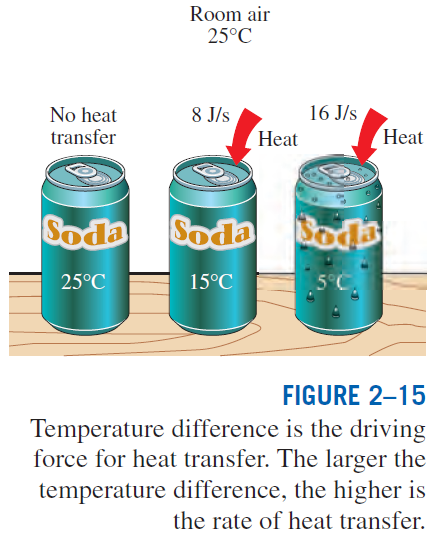 Room air
25°C
No heat
transfer
8 J/s
Heat
16 J/s
Heat
Soda
25°C
Soda
15°C
Soda
5°C
FIGURE 2–15
Temperature difference is the driving
force for heat transfer. The larger the
temperature difference, the higher is
the rate of heat transfer.